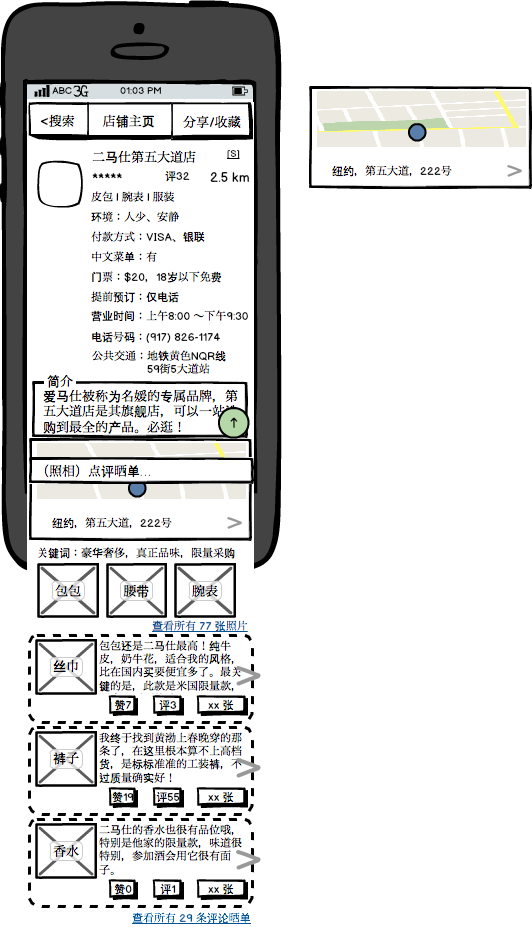 ABC 3G 01:03 PM
<搜索 店铺主页 分享/收藏
二马仕第五大道店 [S]
***** 评32 2.5 km
皮包 | 腕表 | 服装
环境：人少、安静
付款方式：VISA、银联
中文菜单：有
门票：$20，18岁以下免费
提前预订：仅电话
营业时间：上午8:00 ～下午9:30
电话号码：(917) 826-1174
公共交通：地铁黄色NQR线
59街5大道站
简介
爱马仕被称为名媛的专属品牌，第
五大道店是其旗舰店，可以一站
购到最全的产品。必逛！
↑
（照相）点评晒单...
纽约，第五大道，222号 >
关键词：豪华奢侈，真正品味，限量采购
包包 腰带 腕表
查看所有 77 张照片
丝巾
包包还是二马仕最高！纯牛
皮，奶牛花，适合我的风格，
比在国内买要便宜多了。最关
键的是，此款是米国限量款，
赞7 评3 xx 张
裤子
我终于找到黄渤上春晚穿的那
条了，在这里根本算不上高档
货，是标标准准的工装裤，不
过质量确实好！
赞19 评55 xx 张
香水
二马仕的香水也很有品位哦，
特别是他家的限量款，味道很
特别，参加酒会用它很有面
子。
赞0 评1 xx 张
查看所有 29 条评论晒单
纽约，第五大道，222号 >